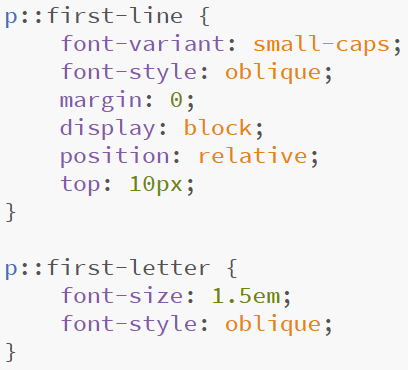 p::first-line {
    font-variant: small-caps;
    font-style: oblique;
    margin: 0;
    display: block;
    position: relative;
    top: 10px;
}

p::first-letter {
    font-size: 1.5em;
    font-style: oblique;
}